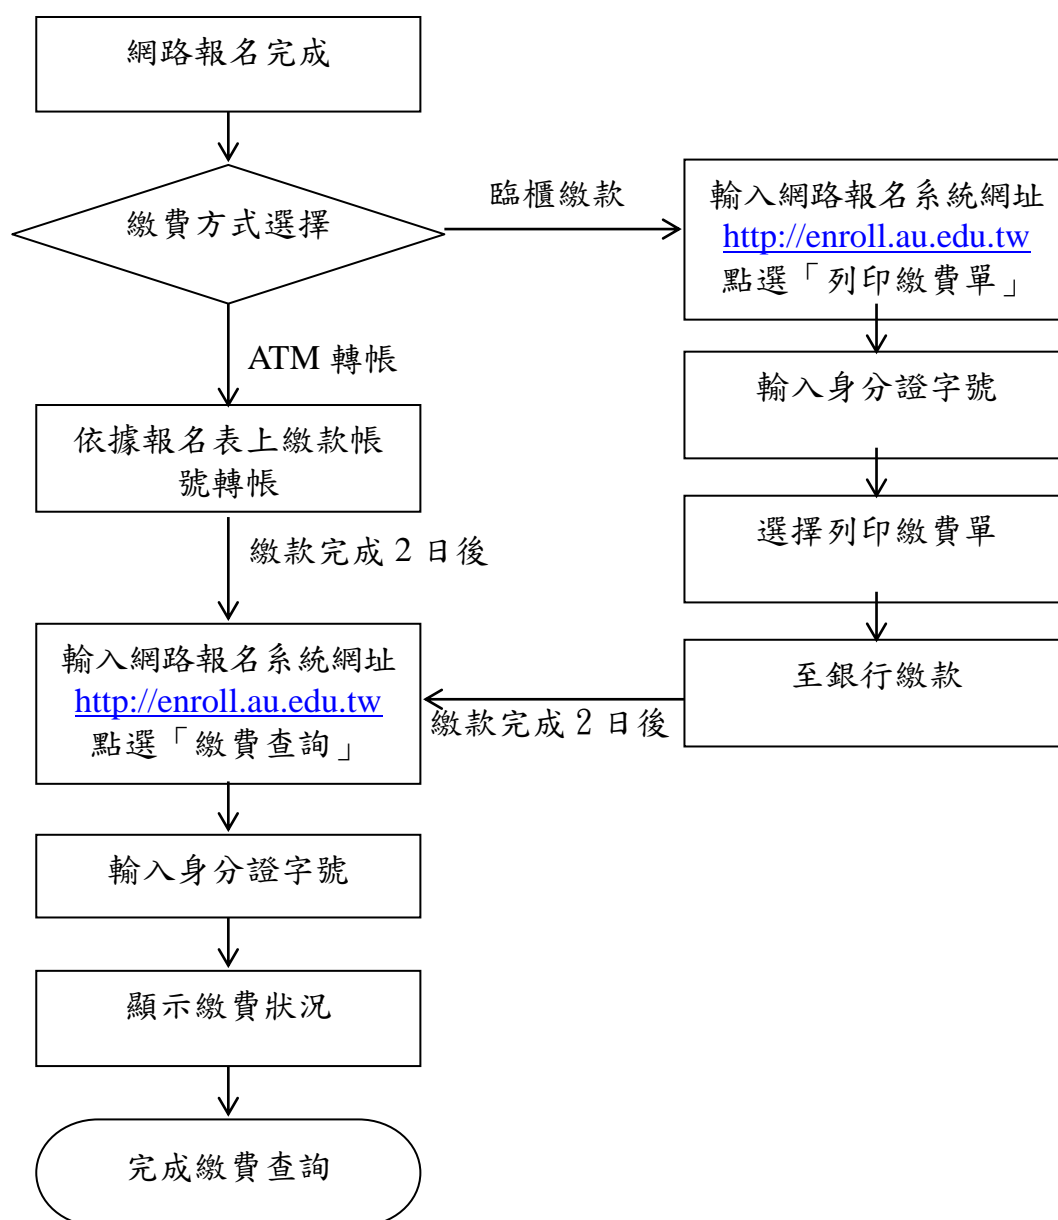 網路報名完成
繳費方式選擇
臨櫃繳款
輸入網路報名系統網址
http://enroll.au.edu.tw
點選「列印繳費單」
輸入身分證字號
選擇列印繳費單
至銀行繳款
繳款完成 2 日後
ATM 轉帳
依據報名表上繳款帳
號轉帳
繳款完成 2 日後
輸入網路報名系統網址
http://enroll.au.edu.tw
點選「繳費查詢」
輸入身分證字號
顯示繳費狀況
完成繳費查詢